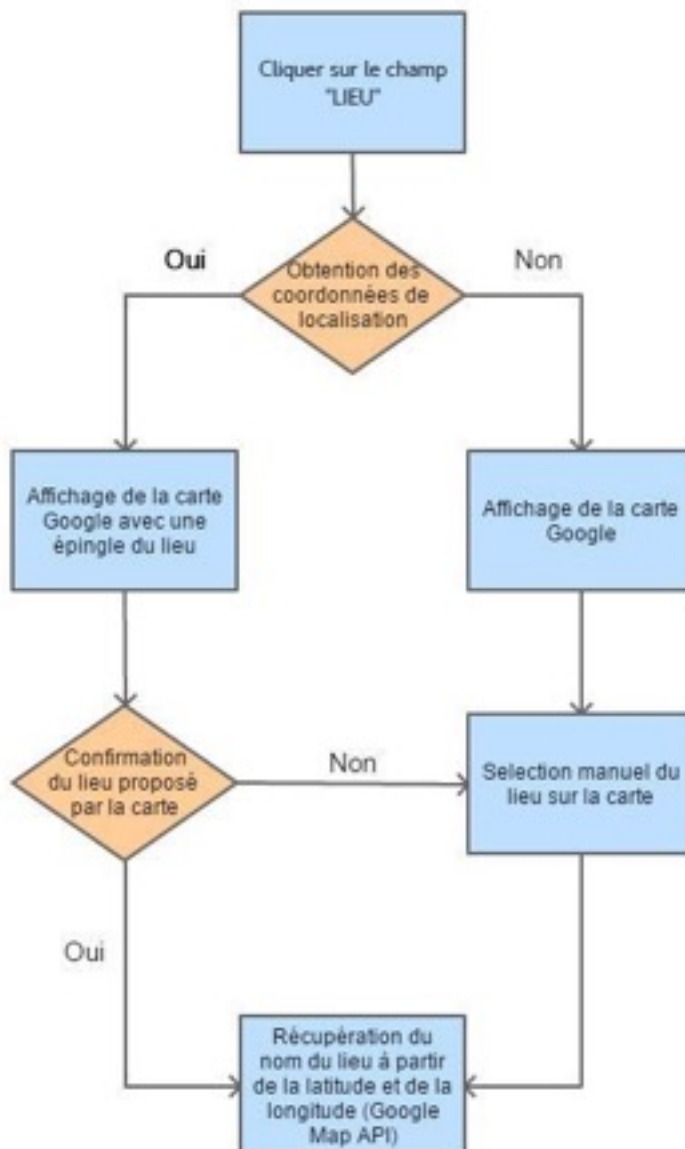 Cliquer sur le champ
"LIEU"
Oui
Non
Obtention des
coordonnées de
localisation
Affichage de la carte
Google avec une
épingle du lieu
Affichage de la carte
Google
Confirmation
du lieu proposé
par la carte
Non
Selection manuel du
lieu sur la carte
Oui
Récupération du
nom du lieu à partir
de la latitude et de la
longitude (Google
Map API)